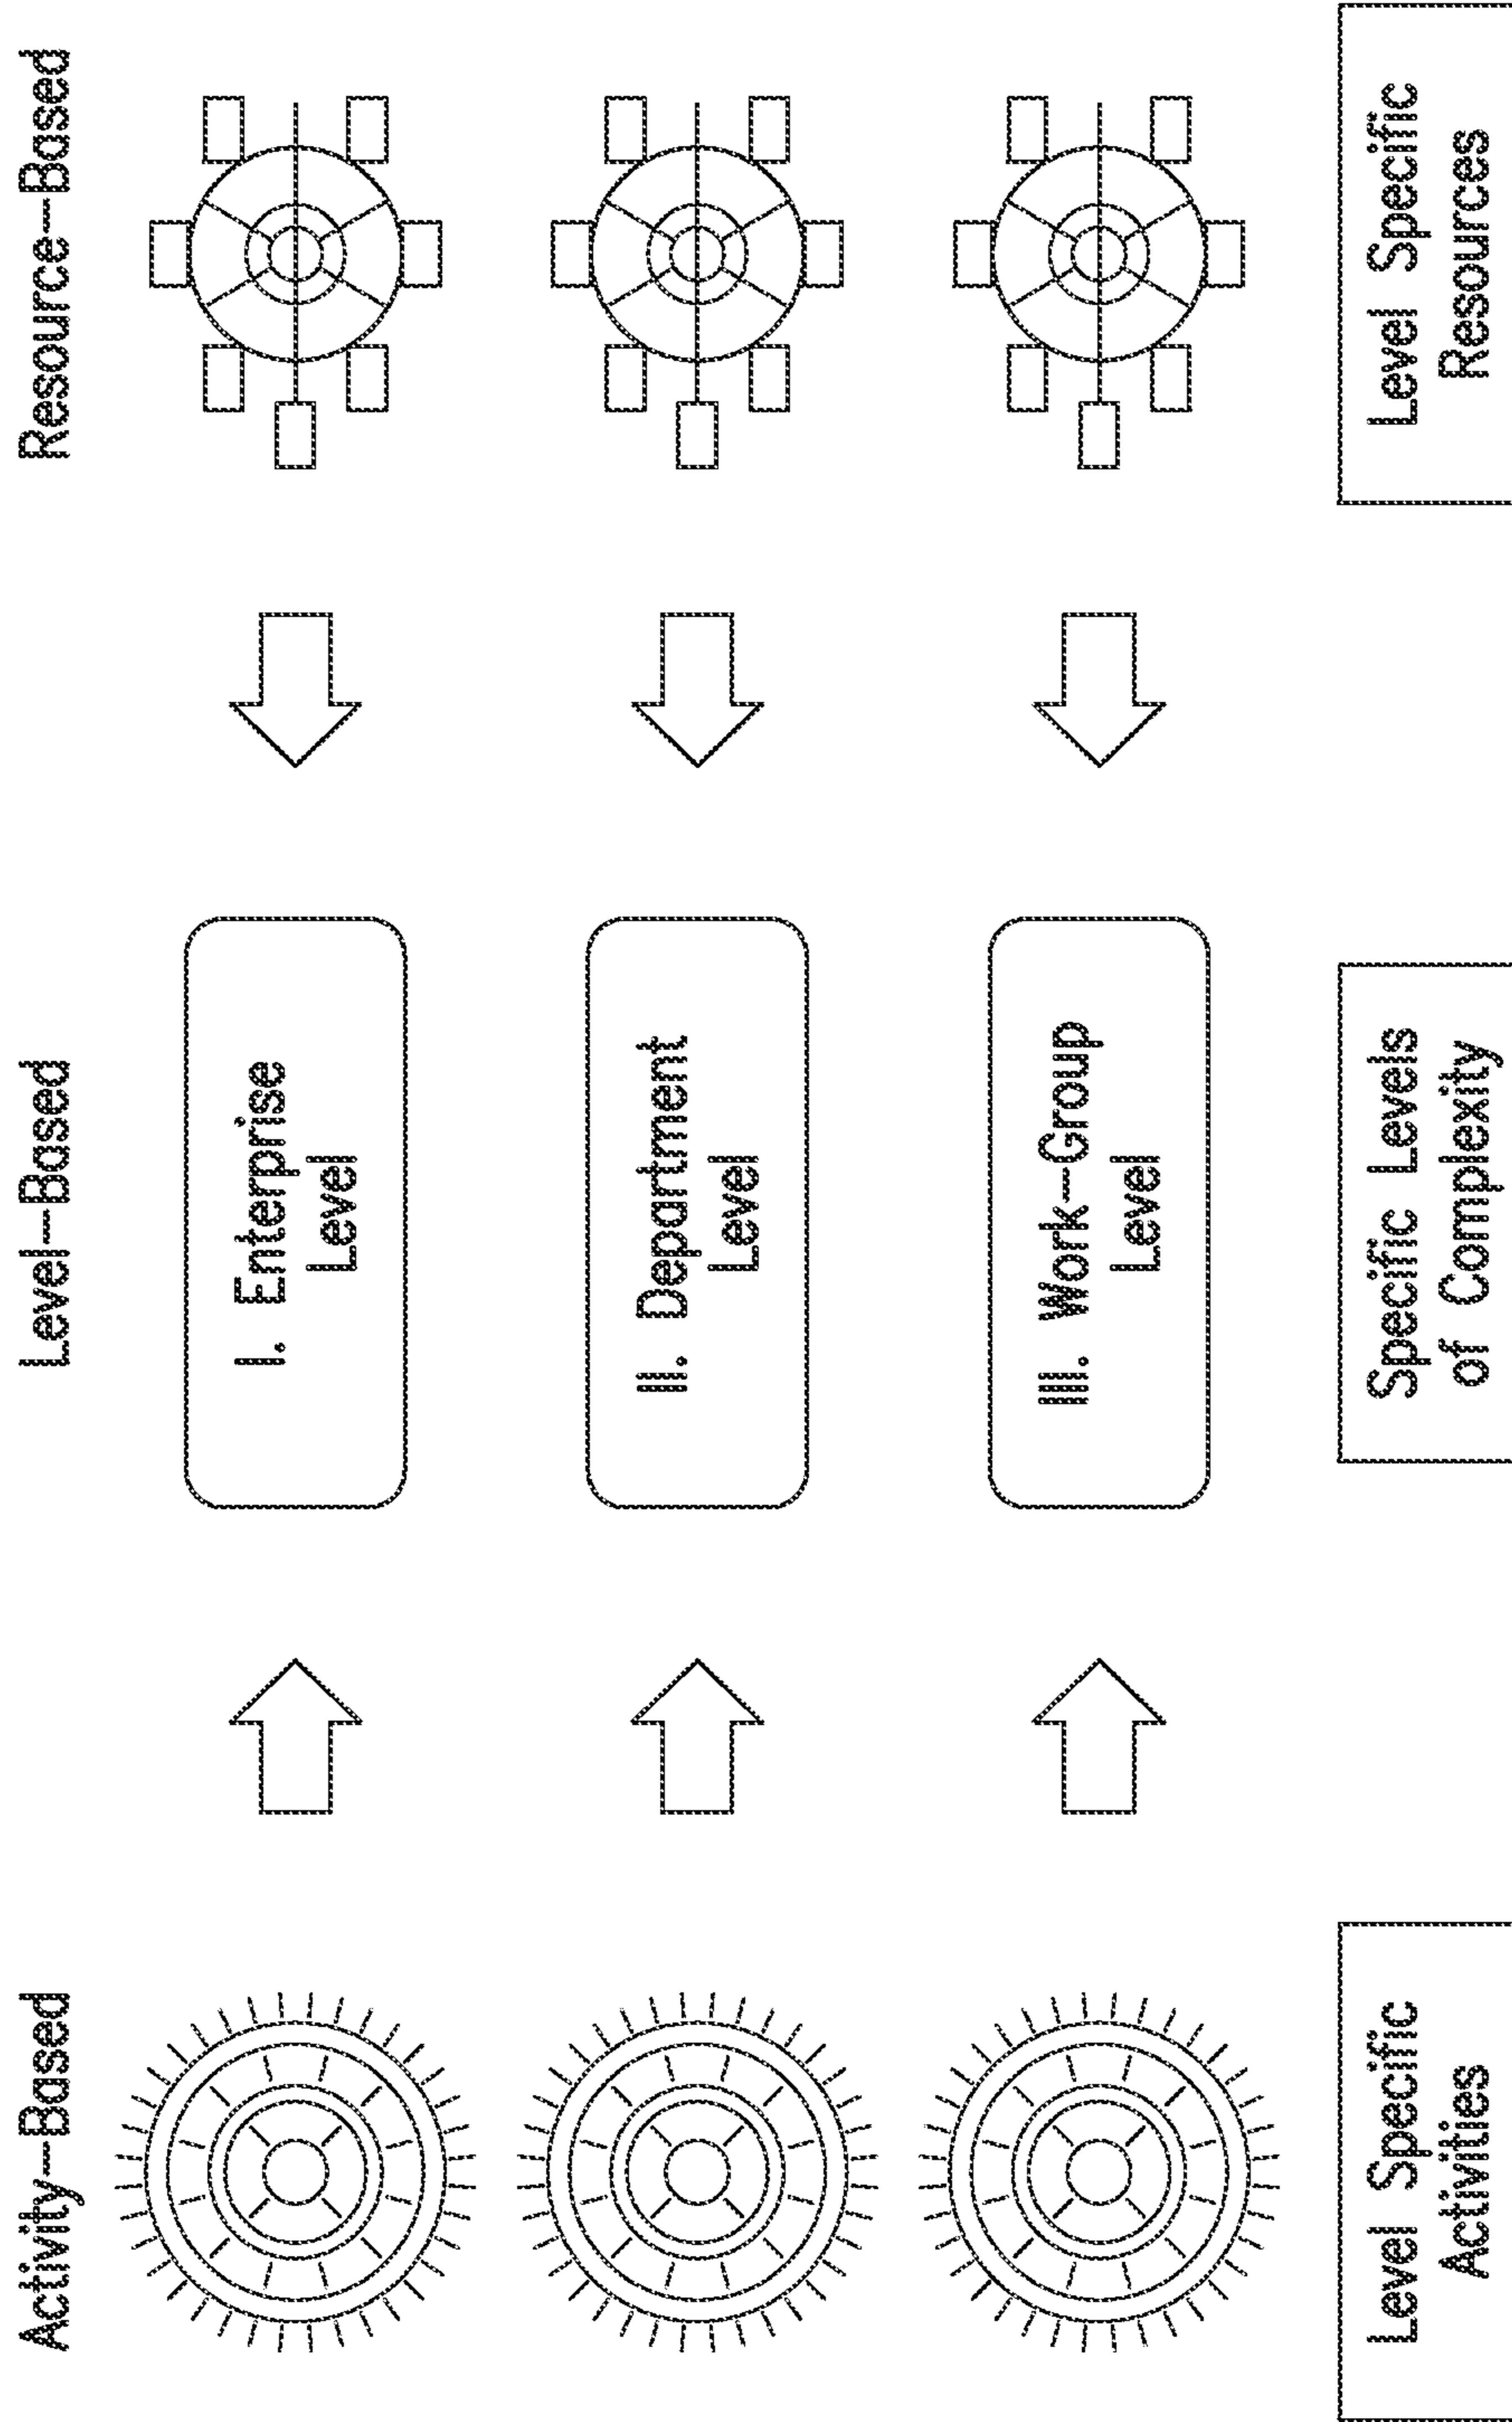 Activity-Based
Level-Based
Resource-Based
I. Enterprise
Level
II. Department
Level
III. Work-Group
Level
Level Specific
Activities
Specific Levels
of Complexity
Level Specific
Resources